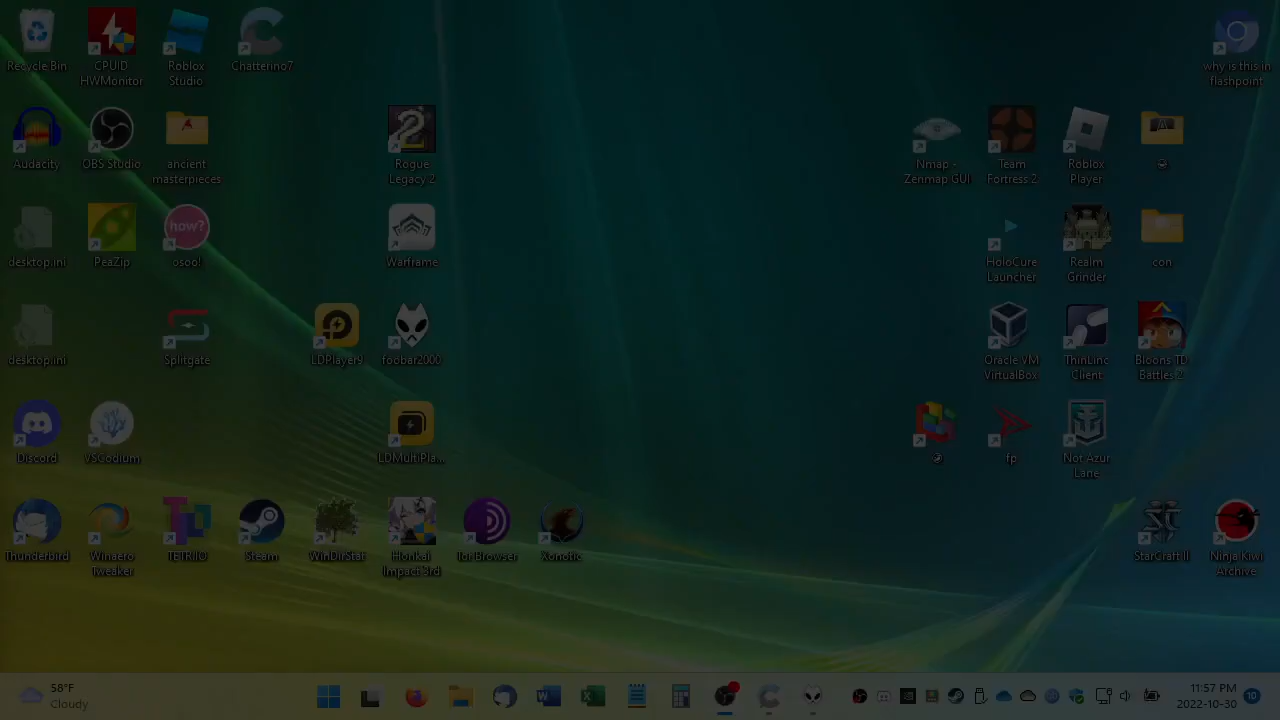 Recycle Bin
CPUID
HWMonitor
Roblox
Studio
Chatterino7
why is this in
flashpoint
Audacity
OBS Studio
ancient
masterpieces
2
Rogue
Legacy 2
Nmap -
Zenmap GUI
Team
Fortress 2
Roblox
Player
desktop.ini
PeaZip
how?
osoo!
Warframe
HoloCure
Launcher
Realm
Grinder
con
desktop.ini
Splitgate
LDPlayer9
foobar2000
Oracle VM
VirtualBox
ThinLinc
Client
Bloons TD
Battles 2
Discord
VSCodium
LDMultiPla...
fp
Not Azur
Lane
Thunderbird
Winaero
Tweaker
TETR.IO
Steam
WinDirStat
Honkai
Impact 3rd
Tor Browser
Xonotic
StarCraft II
Ninja Kiwi
Archive
58°F
Cloudy
11:57 PM
2022-10-30
10